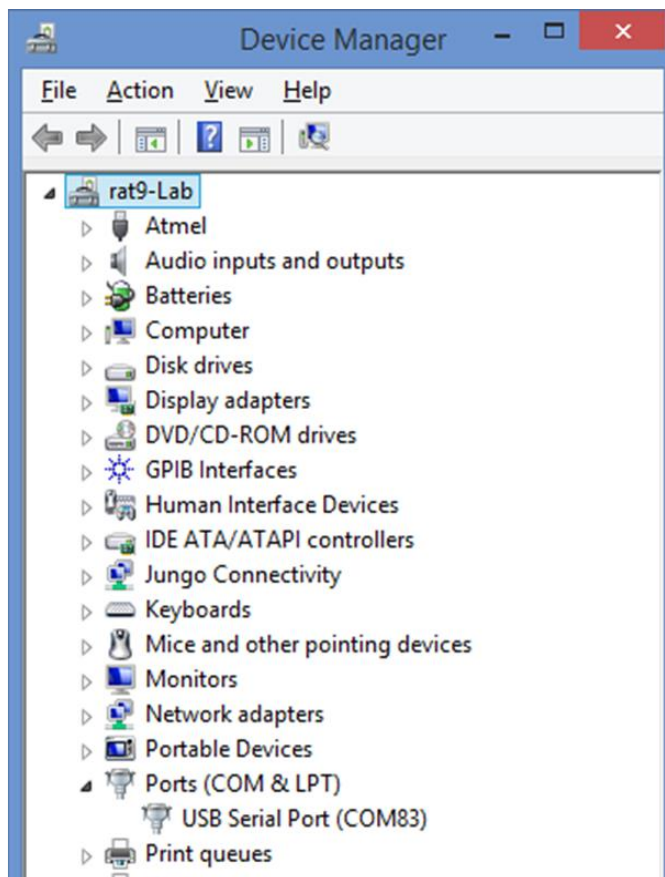 Device Manager
File Action View Help
rat9-Lab
Atmel
Audio inputs and outputs
Batteries
Computer
Disk drives
Display adapters
DVD/CD-ROM drives
GPIB Interfaces
Human Interface Devices
IDE ATA/ATAPI controllers
Jungo Connectivity
Keyboards
Mice and other pointing devices
Monitors
Network adapters
Portable Devices
Ports (COM & LPT)
USB Serial Port (COM83)
Print queues